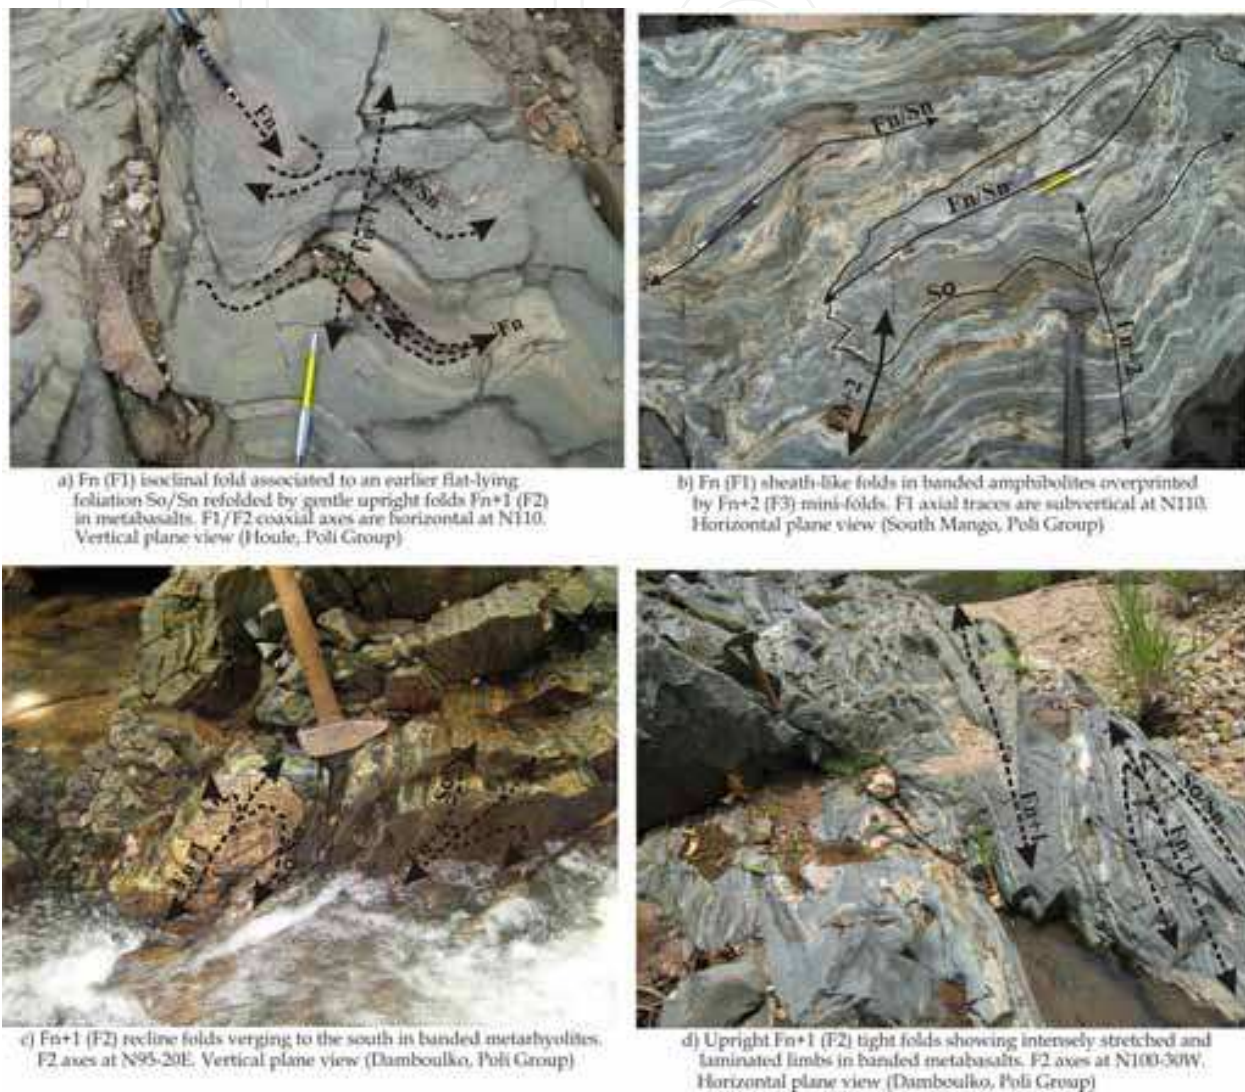 Fn
So/Sn
Fn+1
Fn
a) Fn (F1) isoclinal fold associated to an earlier flat-lying
foliation So/Sn refolded by gentle upright folds Fn+1 (F2)
in metabasalts. F1/F2 coaxial axes are horizontal at N110.
Vertical plane view (Houle, Poli Group)
Fn/Sn
Fn/Sn
So
Fn+2
Fn+2
b) Fn (F1) sheath-like folds in banded amphibolites overprinted
by Fn+2 (F3) mini-folds. F1 axial traces are subvertical at N110.
Horizontal plane view (South Mango, Poli Group)
Fn+1
c) Fn+1 (F2) recline folds verging to the south in banded metarhyolites.
F2 axes at N95-20E. Vertical plane view (Damboulko, Poli Group)
Fn+1
Fn+1
So/Sn
d) Upright Fn+1 (F2) tight folds showing intensely stretched and
laminated limbs in banded metabasalts. F2 axes at N100-30W.
Horizontal plane view (Damboulko, Poli Group)